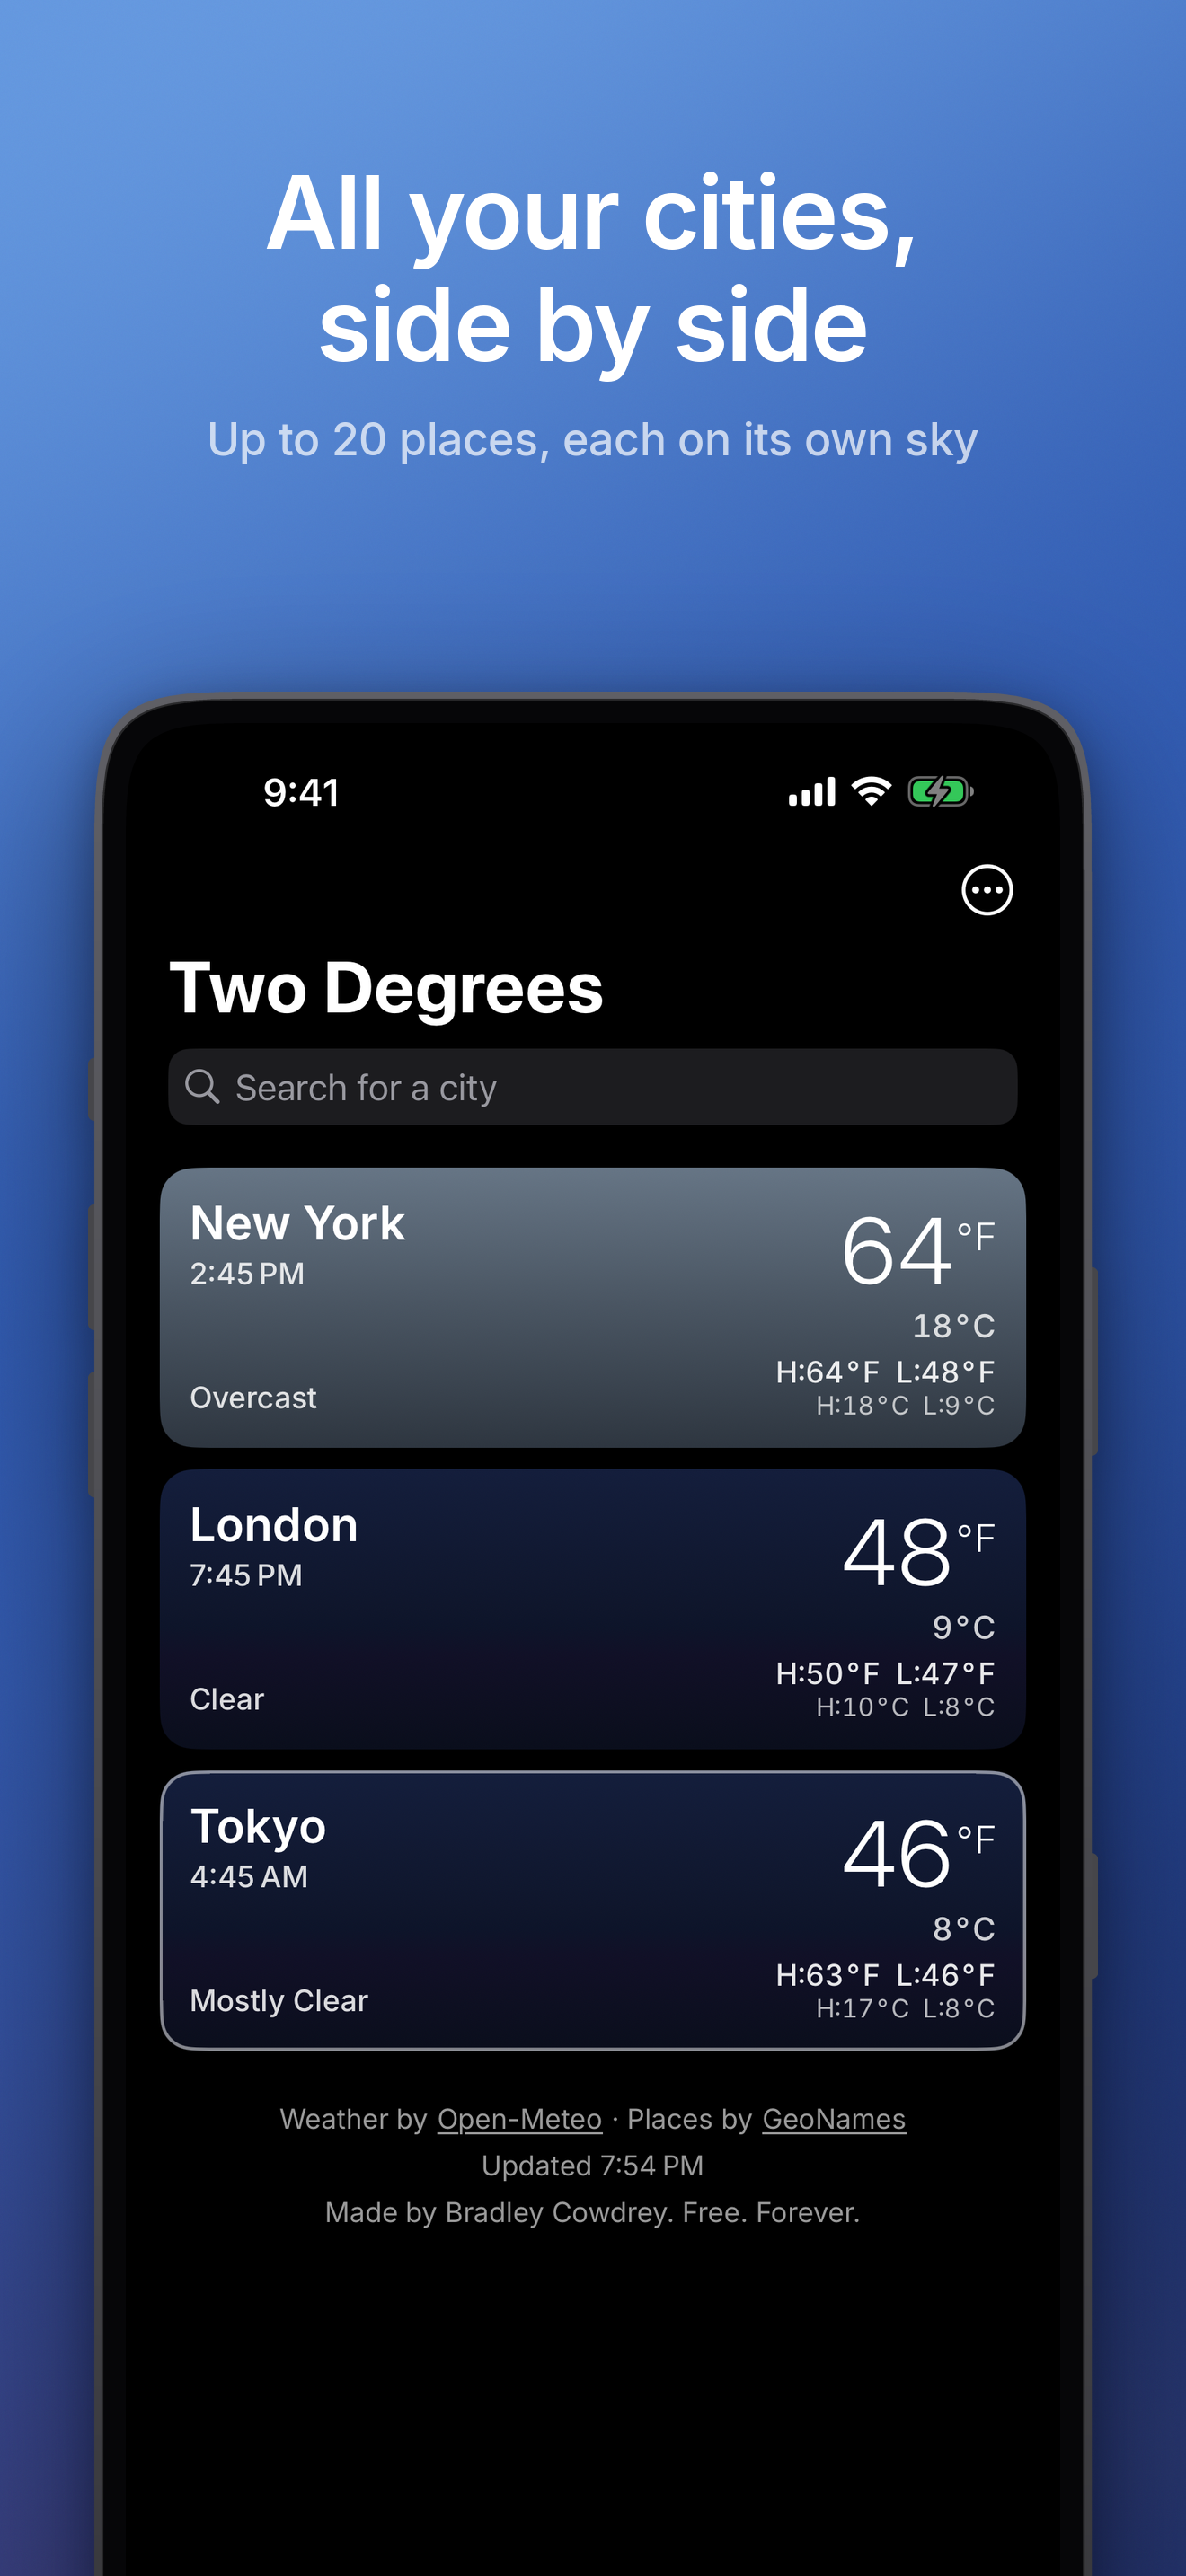 All your cities,
side by side
Up to 20 places, each on its own sky
9:41
Two Degrees
Search for a city
New York
2:45 PM
64°F
18°C
H:64°F L:48°F
Overcast
H:18°C L:9°C
London
7:45 PM
48°F
9°C
H:50°F L:47°F
Clear
H:10°C L:8°C
Tokyo
4:45 AM
46°F
8°C
H:63°F L:46°F
Mostly Clear
H:17°C L:8°C
Weather by Open-Meteo · Places by GeoNames
Updated 7:54 PM
Made by Bradley Cowdrey. Free. Forever.